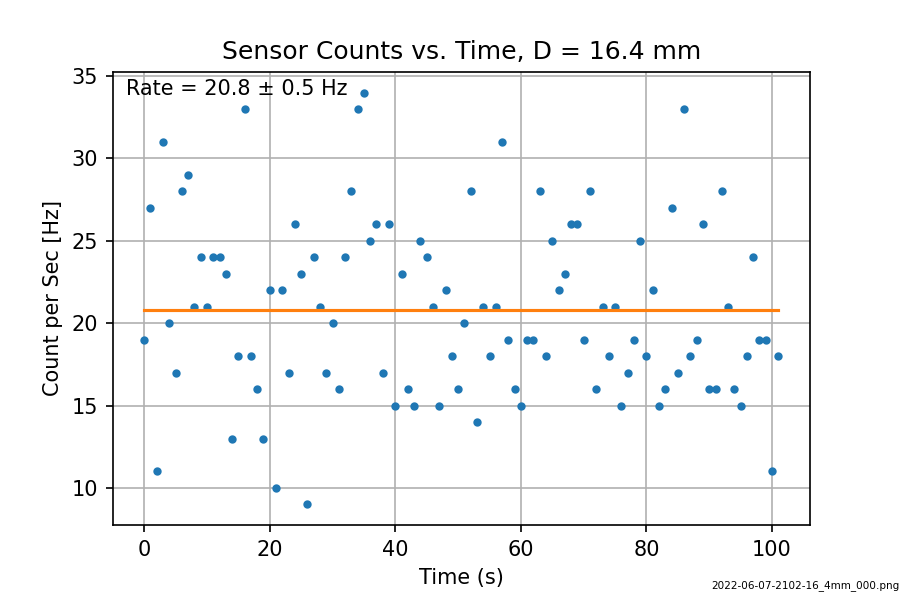 Sensor Counts vs. Time, D = 16.4 mm
Rate = 20.8 ± 0.5 Hz
35
30
25
20
15
10
Count per Sec [Hz]
0 20 40 60 80 100
Time (s)
2022-06-07-2102-16_4mm_000.png